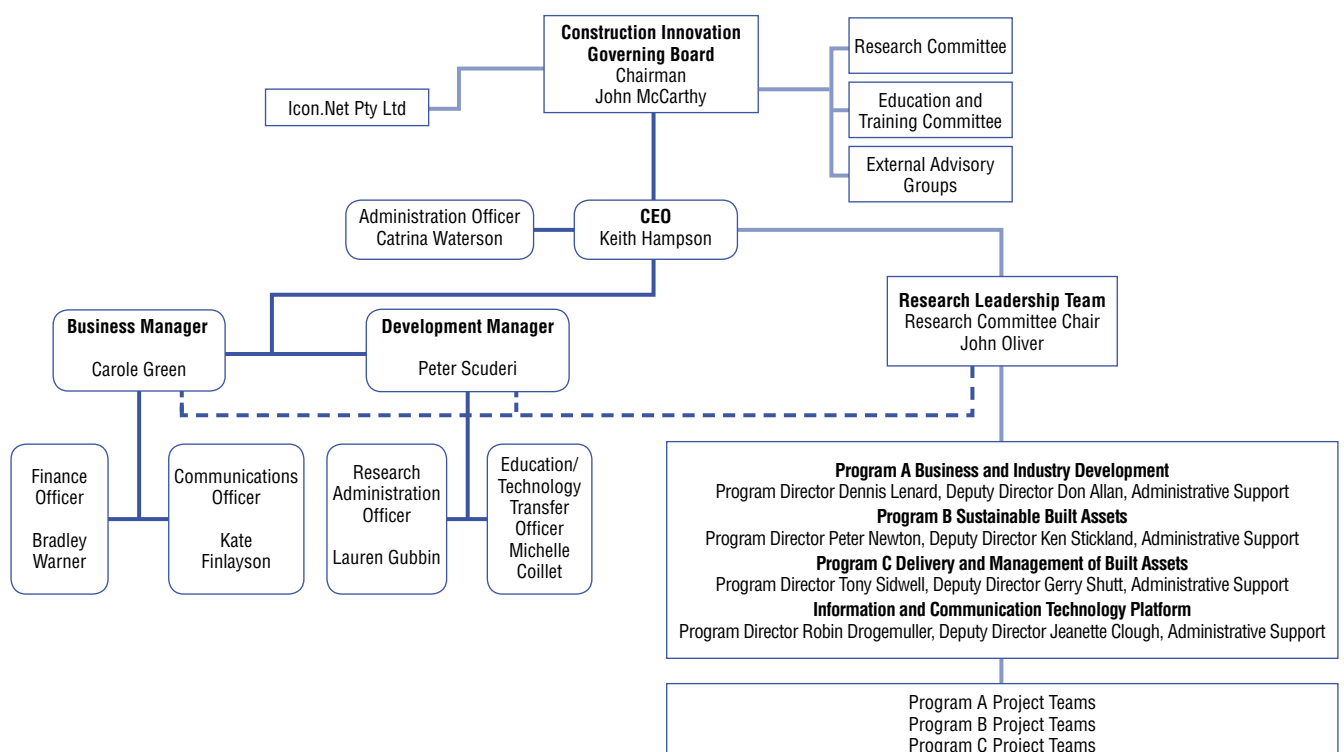 Construction Innovation
Governing Board
Chairman
John McCarthy
Research Committee
Icon.Net Pty Ltd
Education and
Training Committee
External Advisory
Groups
Administration Officer
Catrina Waterson
CEO
Keith Hampson
Research Leadership Team
Research Committee Chair
John Oliver
Business Manager
Carole Green
Development Manager
Peter Scuderi
Finance
Officer
Bradley
Warner
Communications
Officer
Kate
Finlayson
Research
Administration
Officer
Lauren Gubbin
Education/
Technology
Transfer
Officer
Michelle
Coillet
Program A Business and Industry Development
Program Director Dennis Lenard, Deputy Director Don Allan, Administrative Support
Program B Sustainable Built Assets
Program Director Peter Newton, Deputy Director Ken Stickland, Administrative Support
Program C Delivery and Management of Built Assets
Program Director Tony Sidwell, Deputy Director Gerry Shutt, Administrative Support
Information and Communication Technology Platform
Program Director Robin Drogemuller, Deputy Director Jeanette Clough, Administrative Support
Program A Project Teams
Program B Project Teams
Program C Project Teams